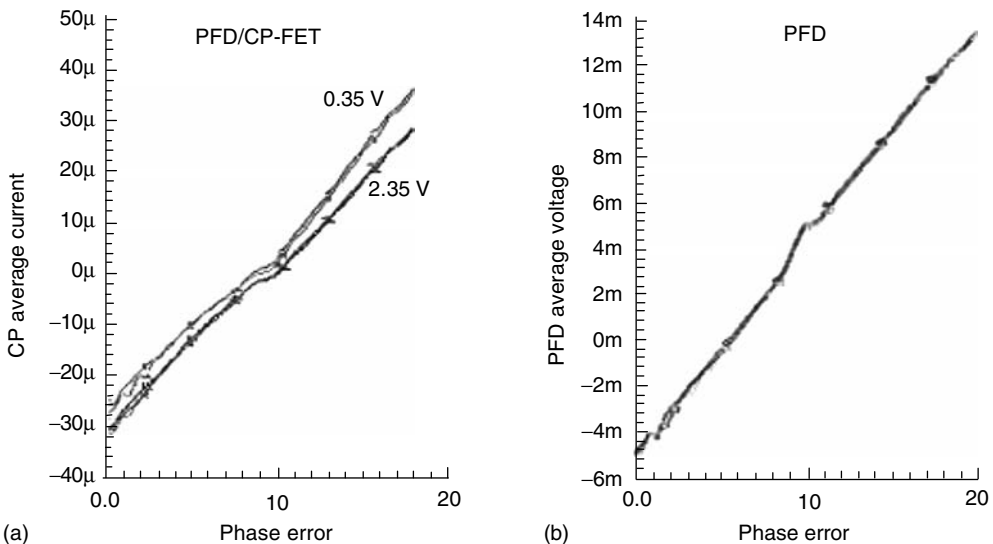 PFD/CP-FET
CP average current
50µ
40µ
30µ
20µ
10µ
0µ
–10µ
–20µ
–30µ
–40µ
0.35 V
2.35 V
0.0
10
20
Phase error
(a)
PFD
PFD average voltage
14m
12m
10m
8m
6m
4m
2m
0m
–2m
–4m
–6m
0.0
10
20
Phase error
(b)